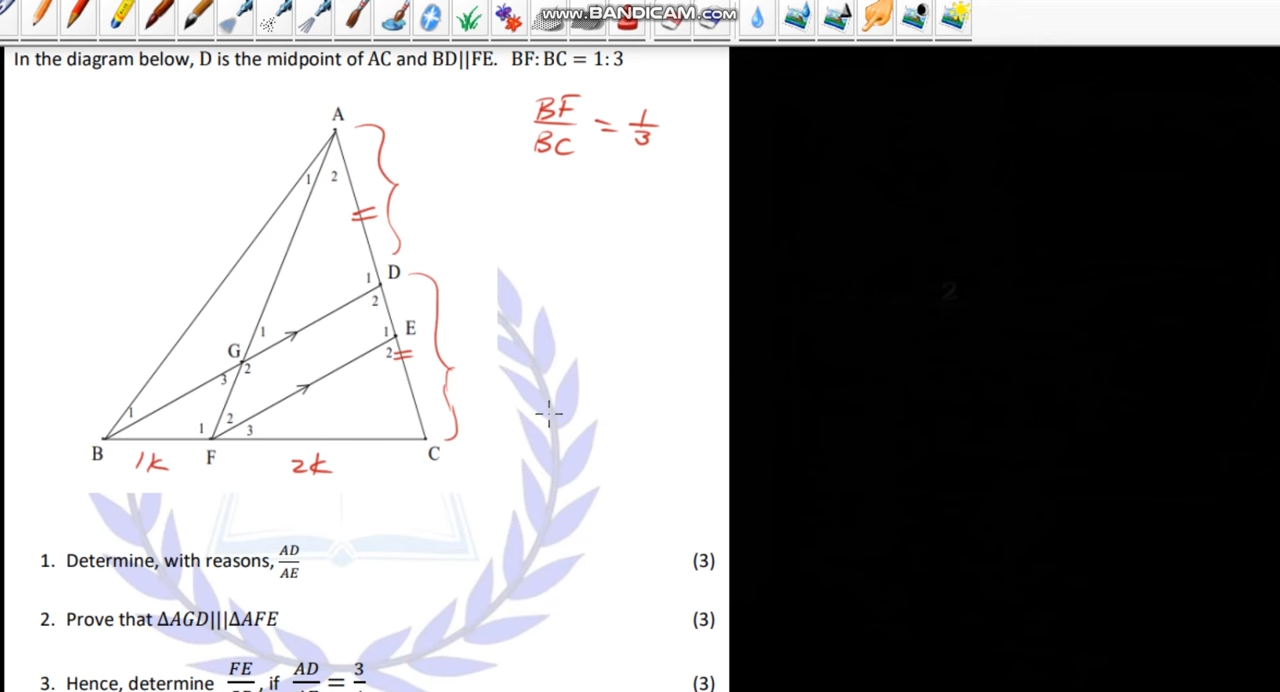 www.BANDICAM.com
In the diagram below, D is the midpoint of AC and BD||FE. BF: BC = 1: 3
BF/BC = 1/3
A
1 2
=
1 D
2
1 E
2 =
G 1
3 2
1
1 2 3
B 1k F 2k C
2
1. Determine, with reasons, AD/AE (3)
2. Prove that ΔAGD|||ΔAFE (3)
3. Hence, determine FE , if AD = 3 (3)